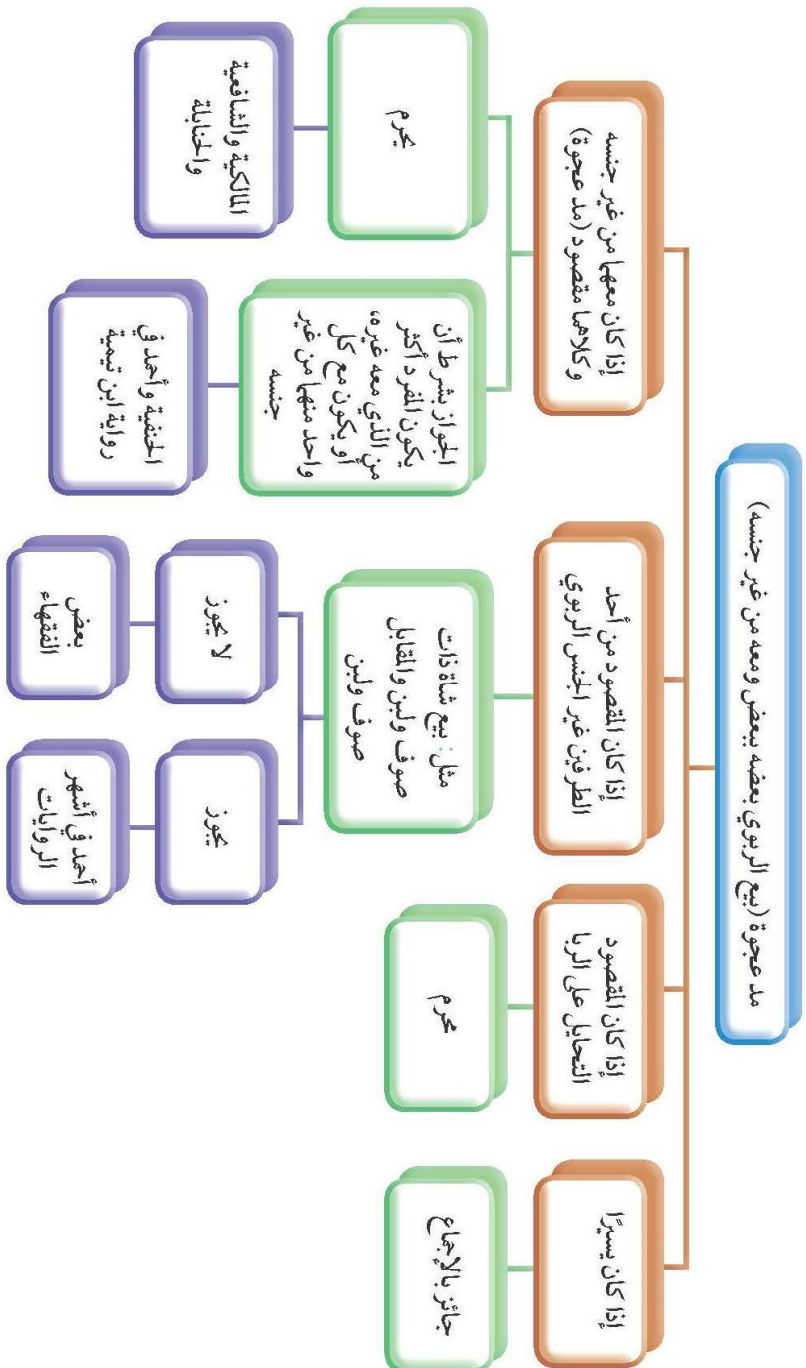 مد عجوة (بيع الربوي بعضه ببعض ومعه من غير جنسه)
إذا كان يسيرًا
جائز بالإجماع
إذا كان المقصود
التحايل على الربا
محرم
إذا كان المقصود من أحد
الطرفين غير الجنس الربوي
مثل: بيع شاة ذات
صوف ولبن والمقابل
صوف ولبن
يجوز
أحمد في أشهر
الروايات
لا يجوز
بعض
الفقهاء
إذا كان معهما من غير جنسه
وكلاهما مقصود (مد عجوة)
الجواز بشرط أن
يكون المفرد أكثر
من الذي معه غيره،
أو يكون مع كل
واحد منهما من غير
جنسه
الحنفية وأحمد في
رواية ابن تيمية
يحرم
المالكية والشافعية
والحنابلة